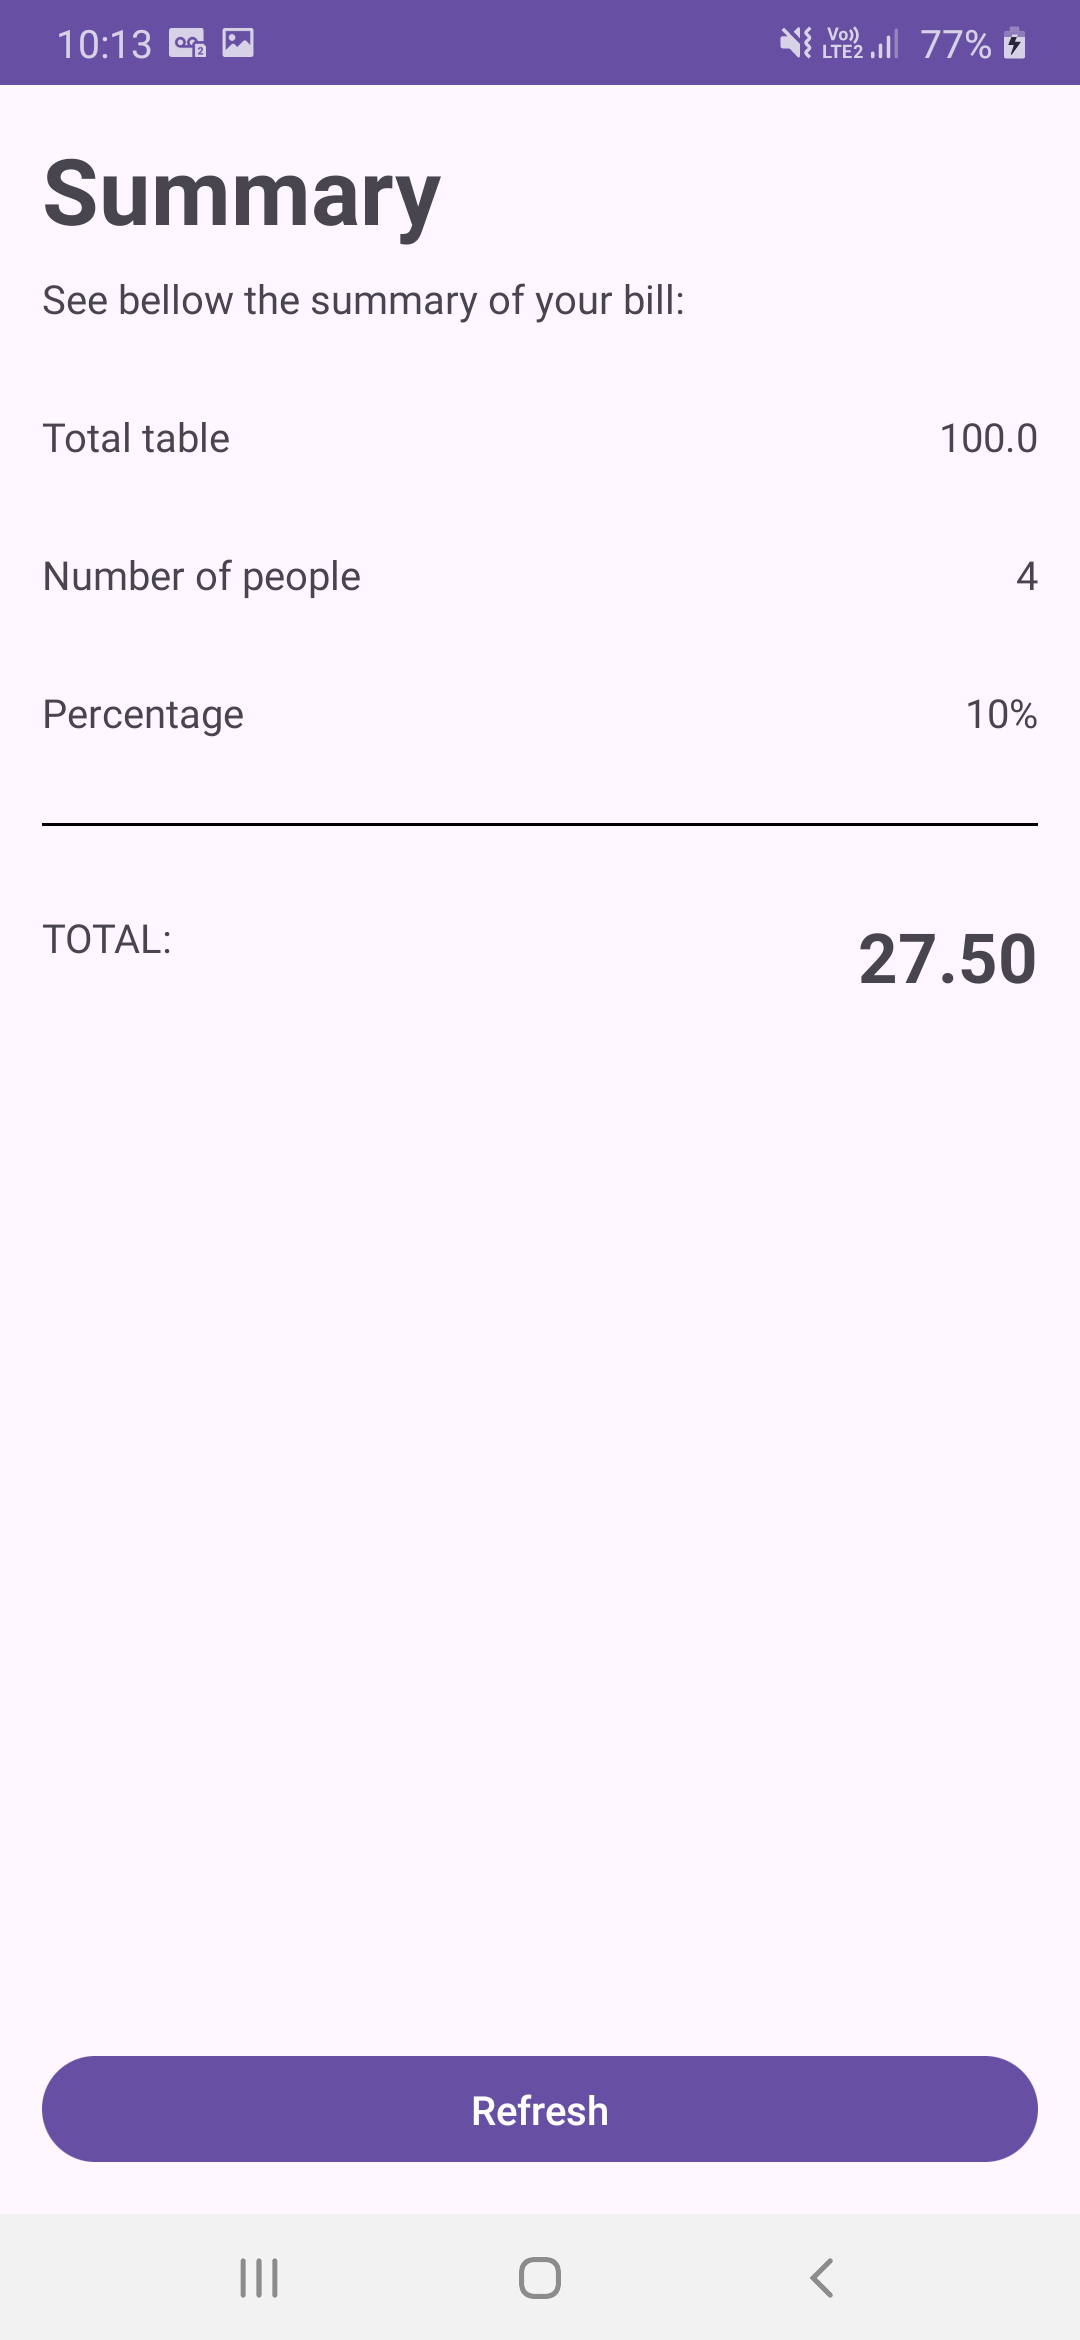 10:13
Vo)) LTE2 77%
Summary
See bellow the summary of your bill:
Total table 100.0
Number of people 4
Percentage 10%
TOTAL: 27.50
Refresh